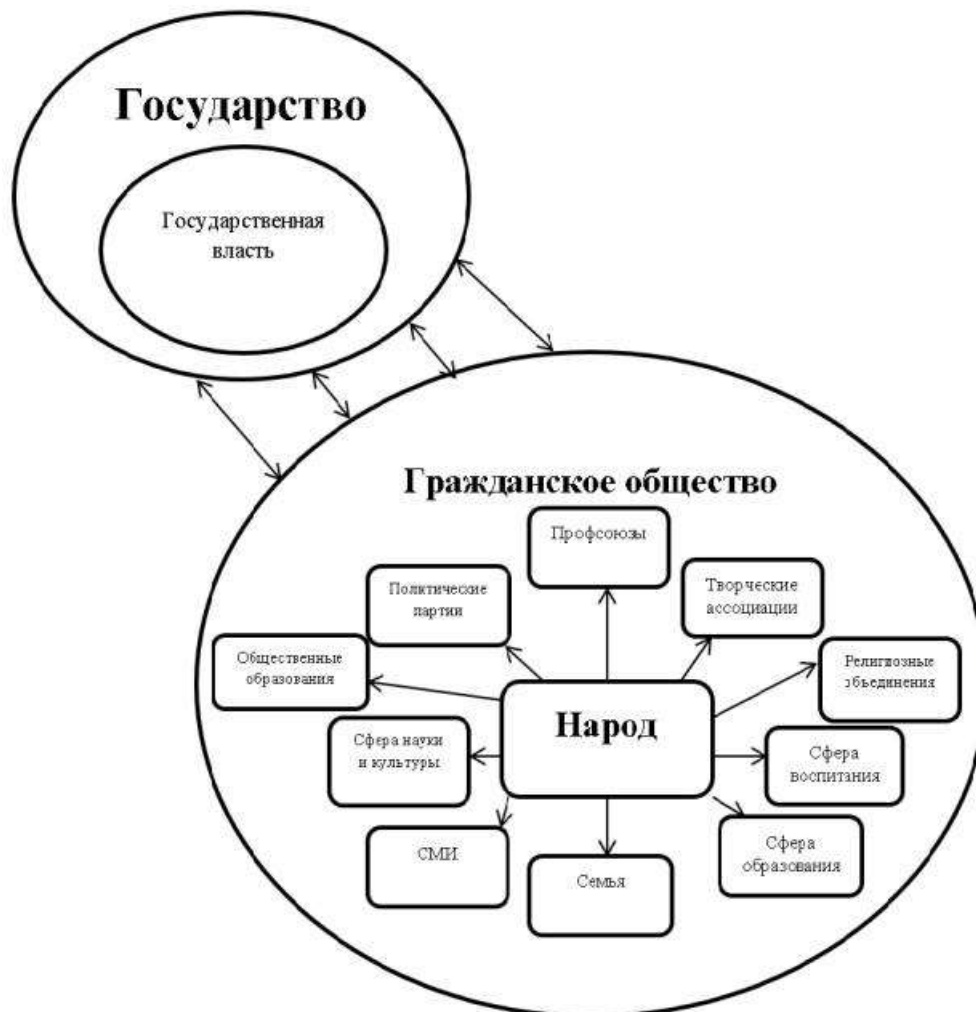 Государство
Государственная
власть
Гражданское общество
Профсоюзы
Политические
партии
Творческие
ассоциации
Общественные
образования
Религиозные
объединения
Народ
Сфера науки
и культуры
Сфера
воспитания
СМИ
Семья
Сфера
образования